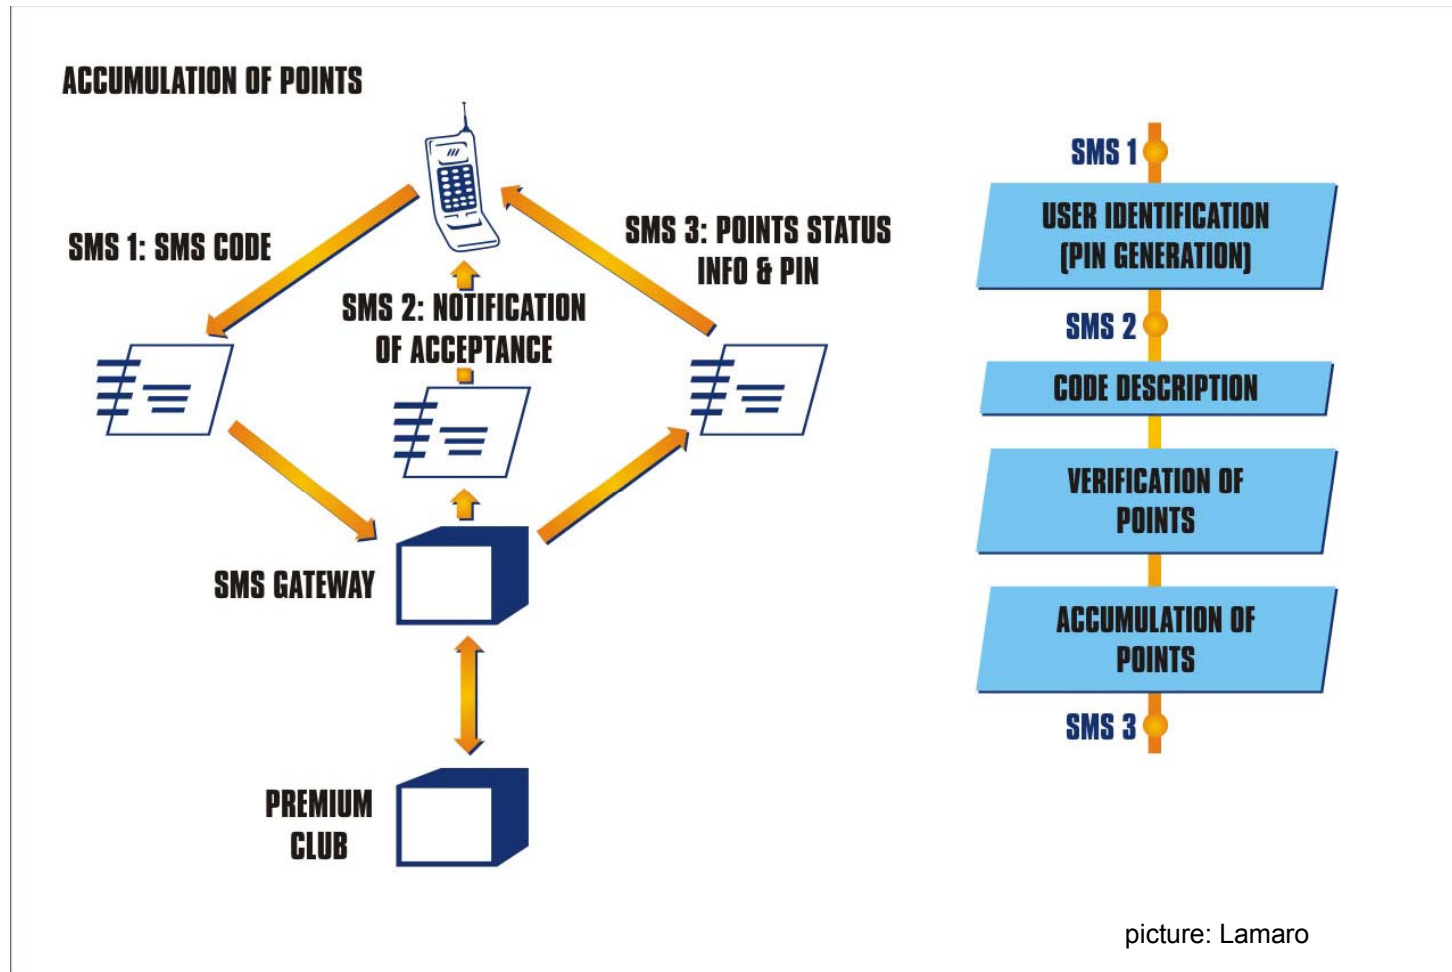 ACCUMULATION OF POINTS
SMS 1: SMS CODE
SMS 2: NOTIFICATION
OF ACCEPTANCE
SMS 3: POINTS STATUS
INFO & PIN
SMS GATEWAY
PREMIUM
CLUB
SMS 1
USER IDENTIFICATION
(PIN GENERATION)
SMS 2
CODE DESCRIPTION
VERIFICATION OF
POINTS
ACCUMULATION OF
POINTS
SMS 3
picture: Lamaro